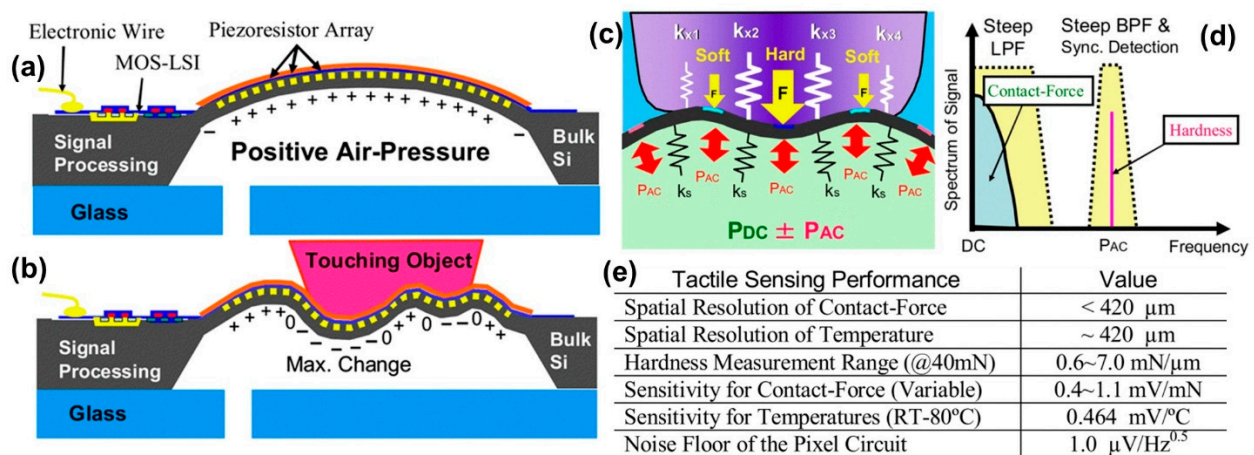 (a)
Electronic Wire
Piezoresistor Array
MOS-LSI
+ + + + + + + + + + + + + +
Signal
Processing
Positive Air-Pressure
Bulk
Si
Glass
(b)
Touching Object
Signal
Processing
Max. Change
Bulk
Si
Glass
(c)
kx1 kx2 kx3 kx4
Soft Hard Soft
F F F
PAC PAC PAC PAC PAC
ks ks ks ks
PDC ± PAC
(d)
Steep
LPF
Steep BPF &
Sync. Detection
Contact-Force
Hardness
Spectrum of Signal
DC PAC Frequency
(e)
Tactile Sensing Performance Value
Spatial Resolution of Contact-Force < 420 µm
Spatial Resolution of Temperature ~ 420 µm
Hardness Measurement Range (@40mN) 0.6~7.0 mN/µm
Sensitivity for Contact-Force (Variable) 0.4~1.1 mV/mN
Sensitivity for Temperatures (RT-80ºC) 0.464 mV/ºC
Noise Floor of the Pixel Circuit 1.0 µV/Hz^0.5